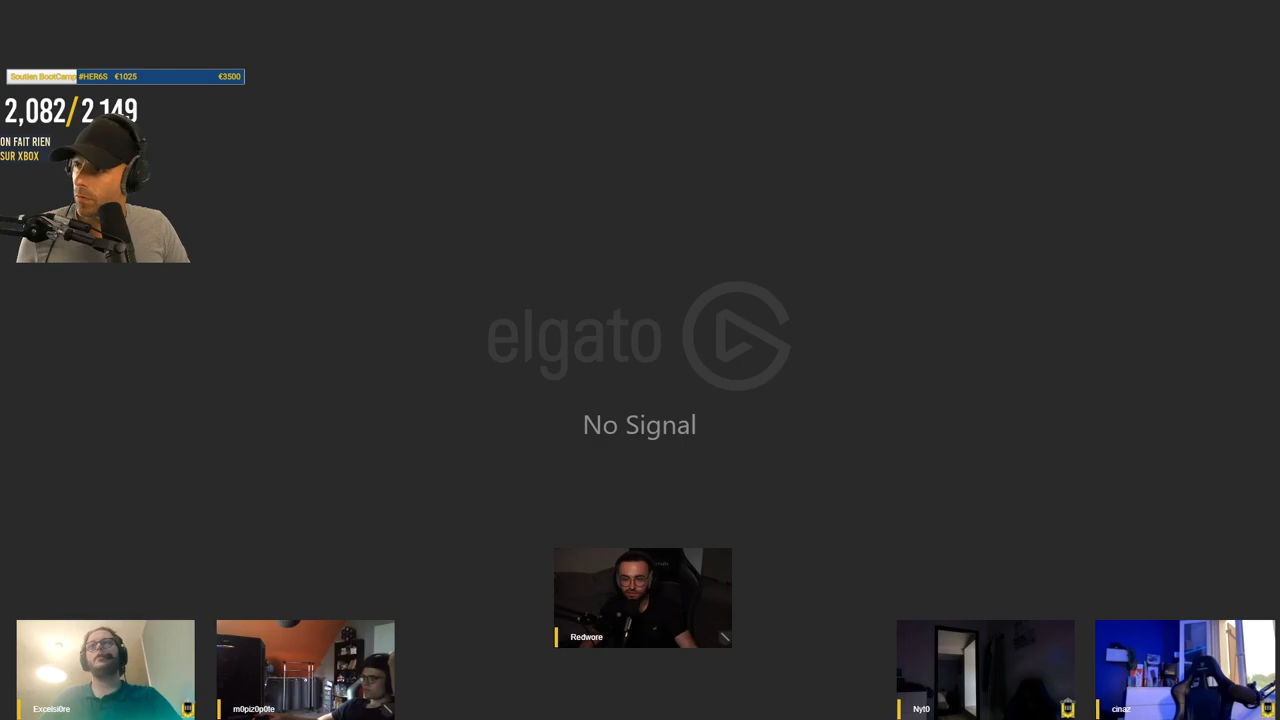 Soutien BootCamp #HER6S €1025 €3500
2,082/2 149
ON FAIT RIEN
SUR XBOX
elgato
No Signal
Redwore
Excelsi0re
m0piz0p0te
Nyt0
cinaz